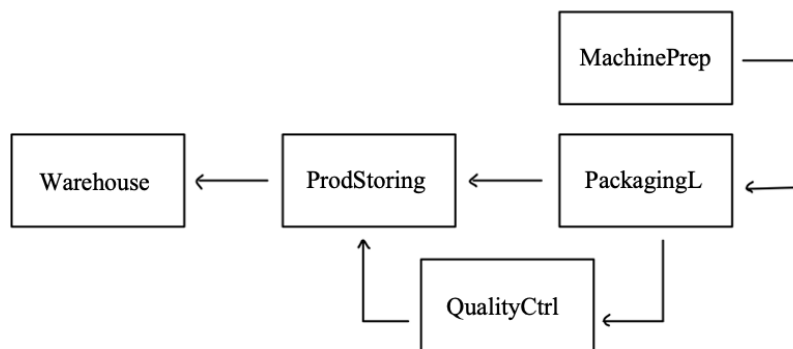 MachinePrep
Warehouse
ProdStoring
PackagingL
QualityCtrl